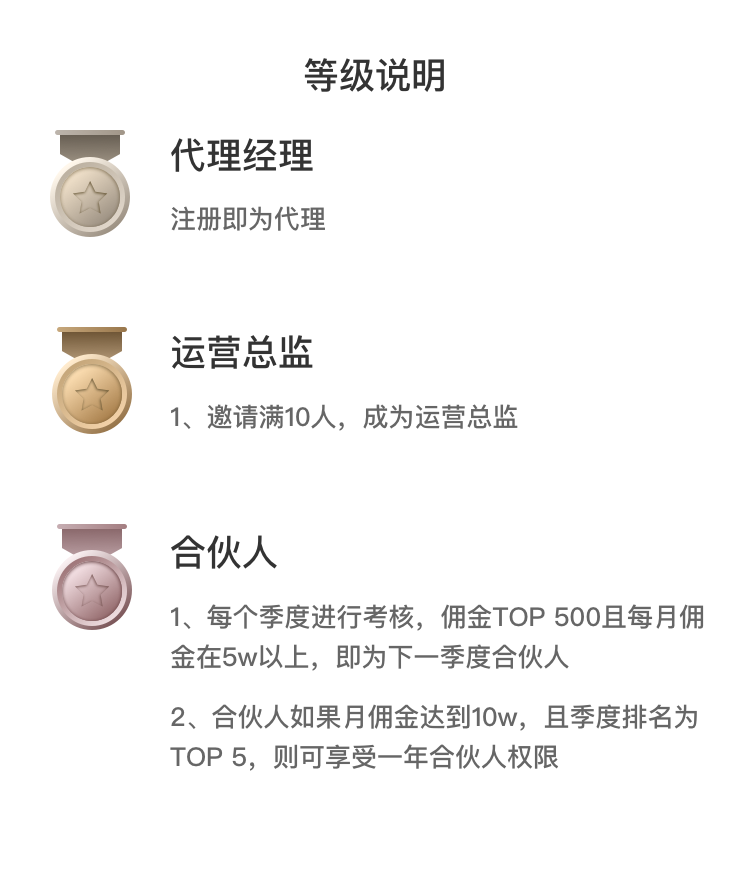 等级说明
代理经理
注册即为代理
运营总监
1、邀请满10人，成为运营总监
合伙人
1、每个季度进行考核，佣金TOP 500且每月佣
金在5w以上，即为下一季度合伙人
2、合伙人如果月佣金达到10w，且季度排名为
TOP 5，则可享受一年合伙人权限